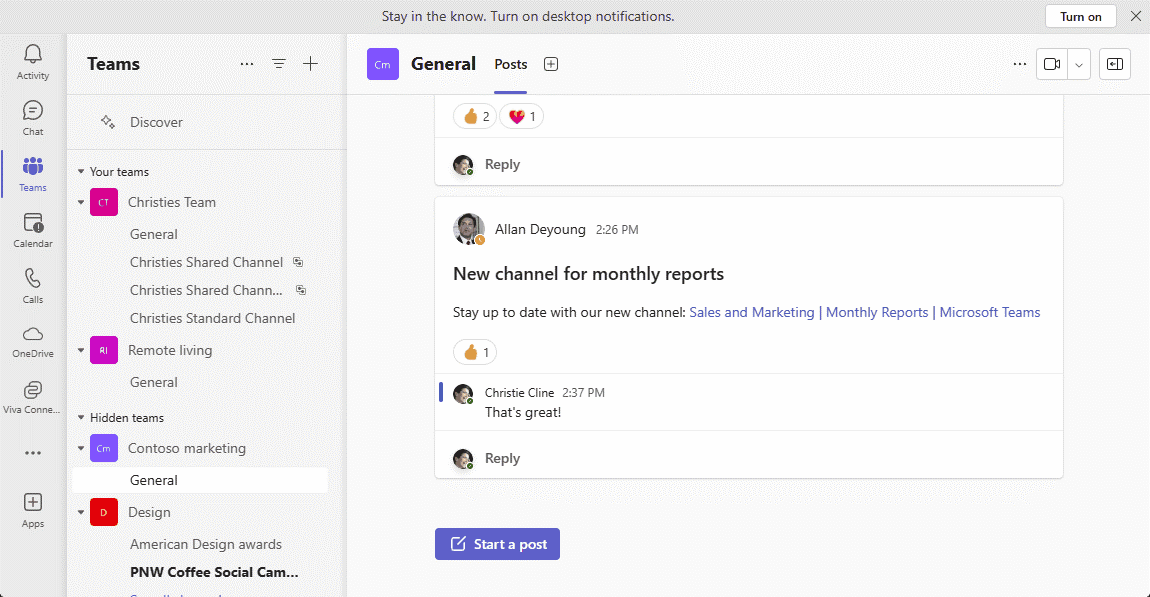 Stay in the know. Turn on desktop notifications.
Turn on
Activity
Chat
Teams
Calendar
Calls
OneDrive
Viva Conne...
Apps
Teams
Discover
Your teams
CT Christies Team
General
Christies Shared Channel
Christies Shared Chann...
Christies Standard Channel
Rl Remote living
General
Hidden teams
Cm Contoso marketing
General
D Design
American Design awards
PNW Coffee Social Cam...
Cm General Posts
2 1
Reply
Allan Deyoung 2:26 PM
New channel for monthly reports
Stay up to date with our new channel: Sales and Marketing | Monthly Reports | Microsoft Teams
1
Christie Cline 2:37 PM
That's great!
Reply
Start a post